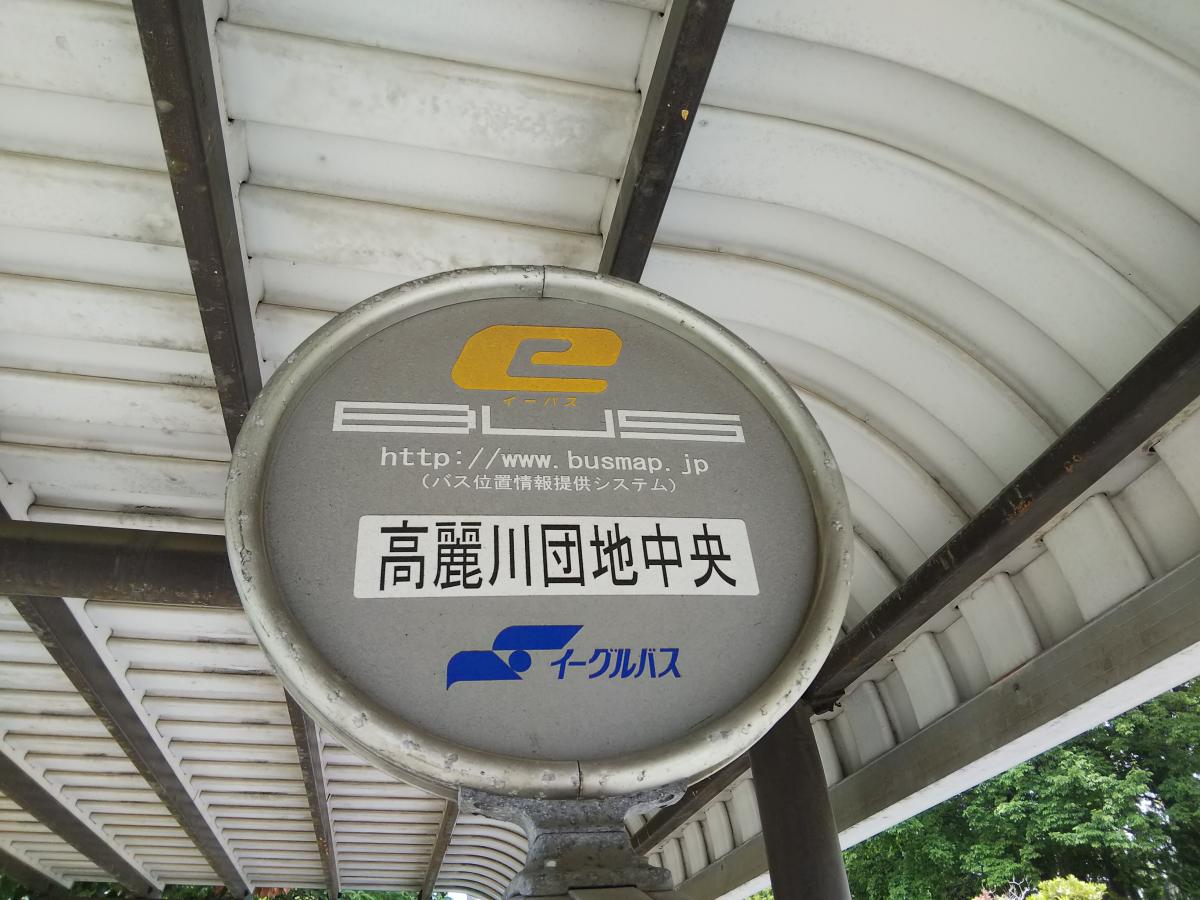 e
イーバス
BUS
http://www.busmap.jp
(バス位置情報提供システム)
高麗川団地中央
イーグルバス